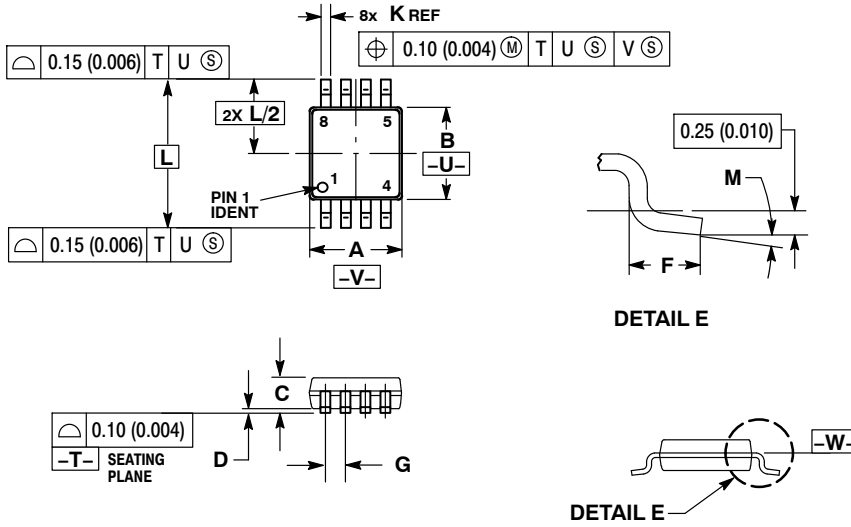 8x K REF
⌖ 0.10 (0.004) Ⓜ T U Ⓢ V Ⓢ
⌓ 0.15 (0.006) T U Ⓢ
2X L/2
8 5
B
–U–
L
PIN 1
IDENT
1 4
⌓ 0.15 (0.006) T U Ⓢ
A
–V–
0.25 (0.010)
M
F
DETAIL E
C
⌓ 0.10 (0.004)
–T– SEATING
PLANE
D
G
–W–
DETAIL E